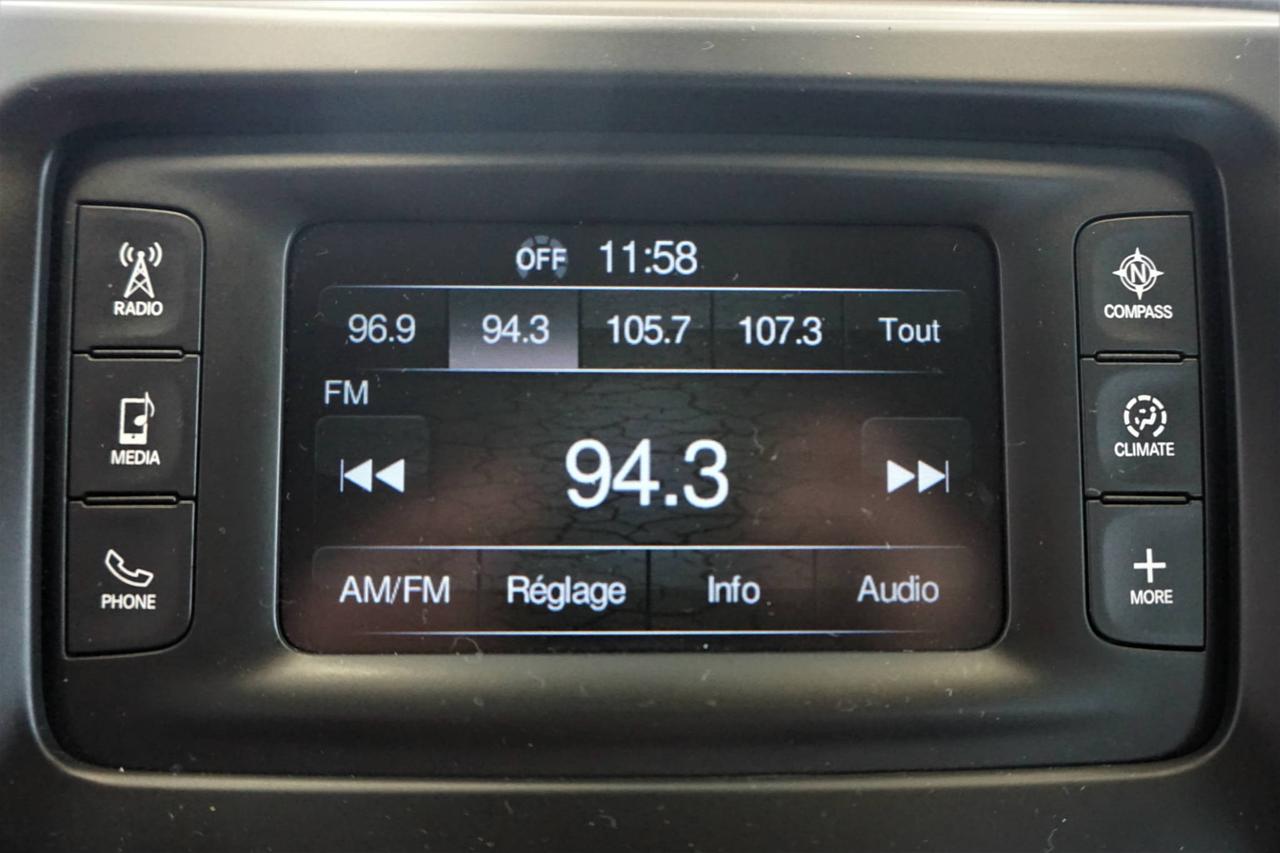 OFF 11:58
96.9 94.3 105.7 107.3 Tout
FM
94.3
AM/FM Réglage Info Audio
RADIO
MEDIA
PHONE
N
COMPASS
CLIMATE
MORE